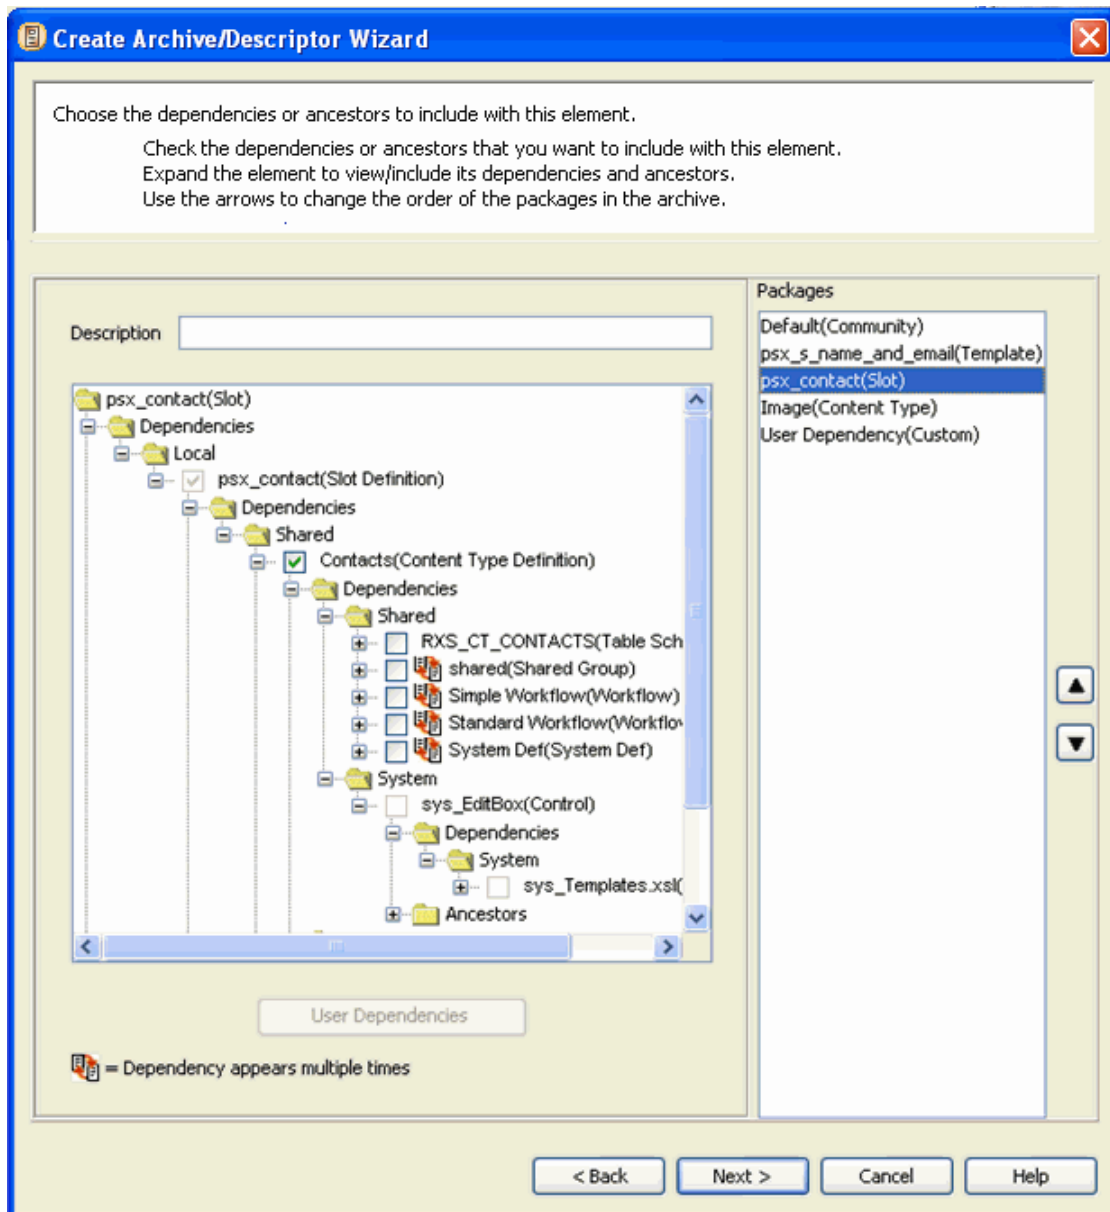 Create Archive/Descriptor Wizard
Choose the dependencies or ancestors to include with this element.
Check the dependencies or ancestors that you want to include with this element.
Expand the element to view/include its dependencies and ancestors.
Use the arrows to change the order of the packages in the archive.
Description
psx_contact(Slot)
Dependencies
Local
psx_contact(Slot Definition)
Dependencies
Shared
Contacts(Content Type Definition)
Dependencies
Shared
RXS_CT_CONTACTS(Table Sch
shared(Shared Group)
Simple Workflow(Workflow)
Standard Workflow(Workflo
System Def(System Def)
System
sys_EditBox(Control)
Dependencies
System
sys_Templates.xsl(
Ancestors
User Dependencies
= Dependency appears multiple times
Packages
Default(Community)
psx_s_name_and_email(Template)
psx_contact(Slot)
Image(Content Type)
User Dependency(Custom)
< Back
Next >
Cancel
Help